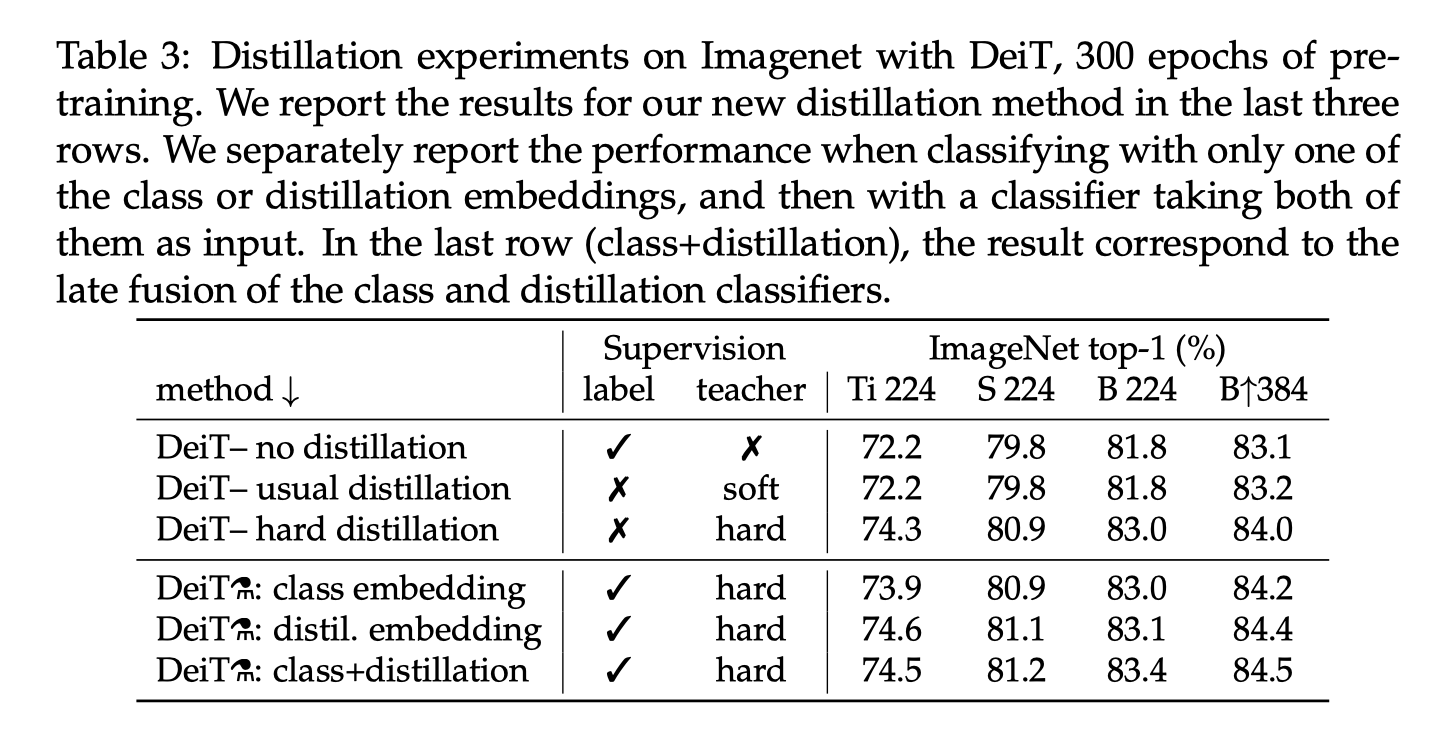 Table 3: Distillation experiments on Imagenet with DeiT, 300 epochs of pre-
training. We report the results for our new distillation method in the last three
rows. We separately report the performance when classifying with only one of
the class or distillation embeddings, and then with a classifier taking both of
them as input. In the last row (class+distillation), the result correspond to the
late fusion of the class and distillation classifiers.
Supervision ImageNet top-1 (%)
method ↓ label teacher Ti 224 S 224 B 224 B↑384
DeiT– no distillation ✓ ✗ 72.2 79.8 81.8 83.1
DeiT– usual distillation ✗ soft 72.2 79.8 81.8 83.2
DeiT– hard distillation ✗ hard 74.3 80.9 83.0 84.0
DeiT⚗: class embedding ✓ hard 73.9 80.9 83.0 84.2
DeiT⚗: distil. embedding ✓ hard 74.6 81.1 83.1 84.4
DeiT⚗: class+distillation ✓ hard 74.5 81.2 83.4 84.5